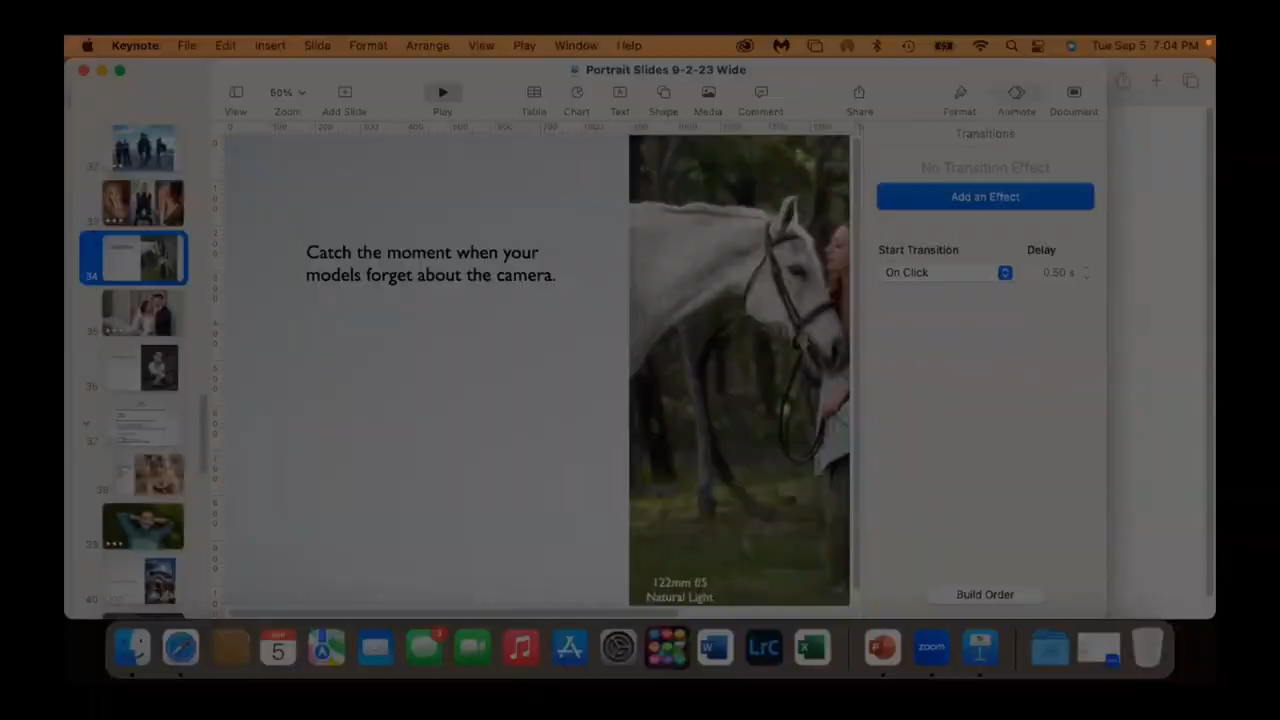 Keynote File Edit Insert Slide Format Arrange View Play Window Help Tue Sep 5 7:04 PM
Portrait Slides 9-2-23 Wide
View
50%
Zoom
Add Slide
Play
Table
Chart
Text
Shape
Media
Comment
Share
Format
Animate
Document
Transitions
No Transition Effect
Add an Effect
Start Transition
Delay
On Click
0.50 s
Build Order
33
34
36
37
39
40
Catch the moment when your
models forget about the camera.
122mm f/5
Natural Light
5
W
LrC
X
P
zoom